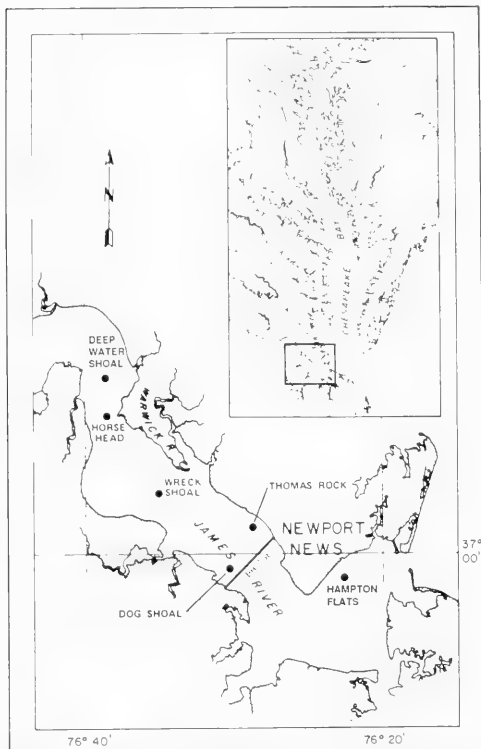 CHESAPEAKE BAY
N
DEEP
WATER
SHOAL
HORSE
HEAD
WARWICK R
WRECK
SHOAL
THOMAS ROCK
NEWPORT
NEWS
JAMES
RIVER
37°
00'
HAMPTON
FLATS
DOG SHOAL
76° 40'
76° 20'